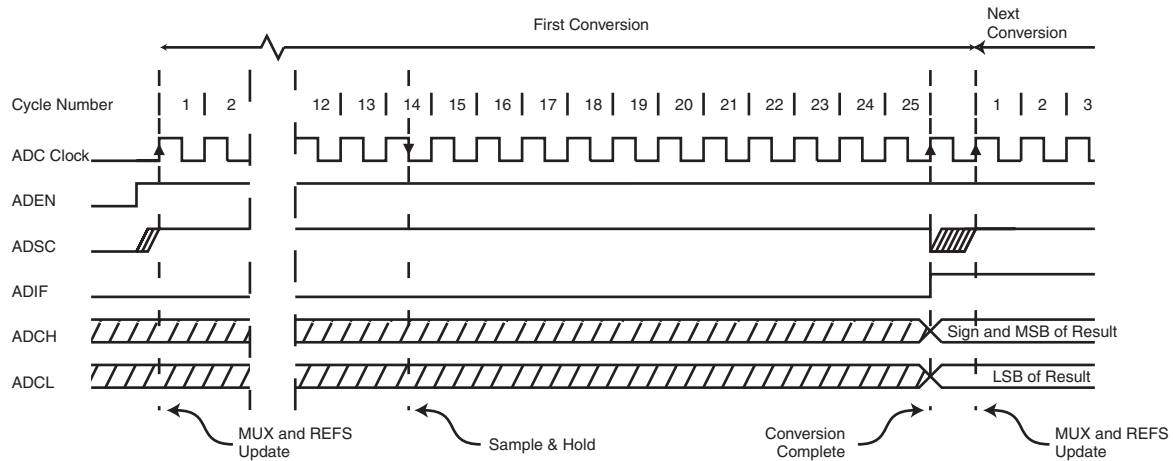 First Conversion
Next
Conversion
Cycle Number 1 2 12 13 14 15 16 17 18 19 20 21 22 23 24 25 1 2 3
ADC Clock
ADEN
ADSC
ADIF
ADCH Sign and MSB of Result
ADCL LSB of Result
MUX and REFS
Update
Sample & Hold
Conversion
Complete
MUX and REFS
Update